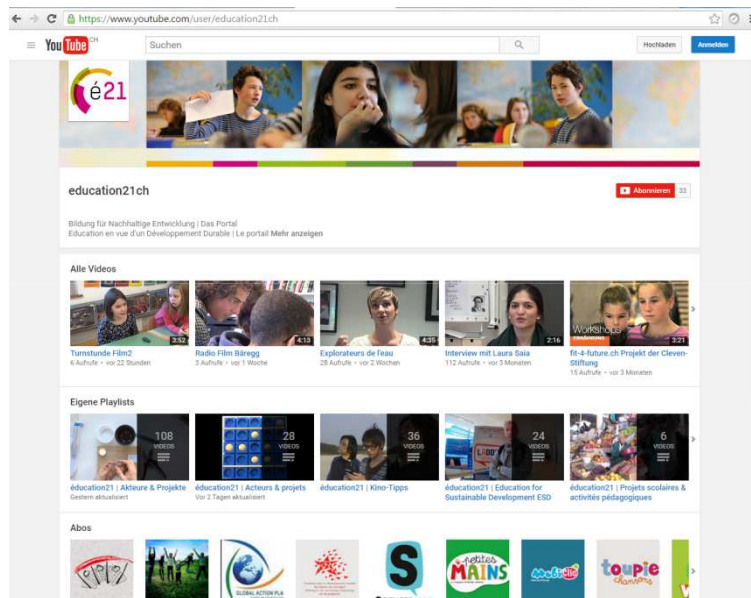 https://www.youtube.com/user/education21ch
YouTube CH
Suchen
Hochladen
Anmelden
é21
education21ch
Abonnieren 33
Bildung für Nachhaltige Entwicklung | Das Portal
Education en vue d'un Développement Durable | Le portail Mehr anzeigen
Alle Videos
3:52
4:13
4:35
2:16
Workshops
3:21
Turnstunde Film2
6 Aufrufe • vor 22 Stunden
Radio Film Bäregg
3 Aufrufe • vor 1 Woche
Explorateurs de l'eau
28 Aufrufe • vor 2 Wochen
Interview mit Laura Saia
112 Aufrufe • vor 3 Monaten
fit-4-future.ch Projekt der Cleven-
Stiftung
15 Aufrufe • vor 3 Monaten
Eigene Playlists
108
VIDEOS
28
VIDEOS
36
VIDEOS
24
VIDEOS
6
VIDEOS
éducation21 | Akteure & Projekte
Gestern aktualisiert
éducation21 | Acteurs & projets
Vor 2 Tagen aktualisiert
éducation21 | Kino-Tipps
éducation21 | Education for
Sustainable Development ESD
éducation21 | Projets scolaires &
activités pédagogiques
Abos
GLOBAL ACTION PLA
S
petites
MAINS
toupie
chansons